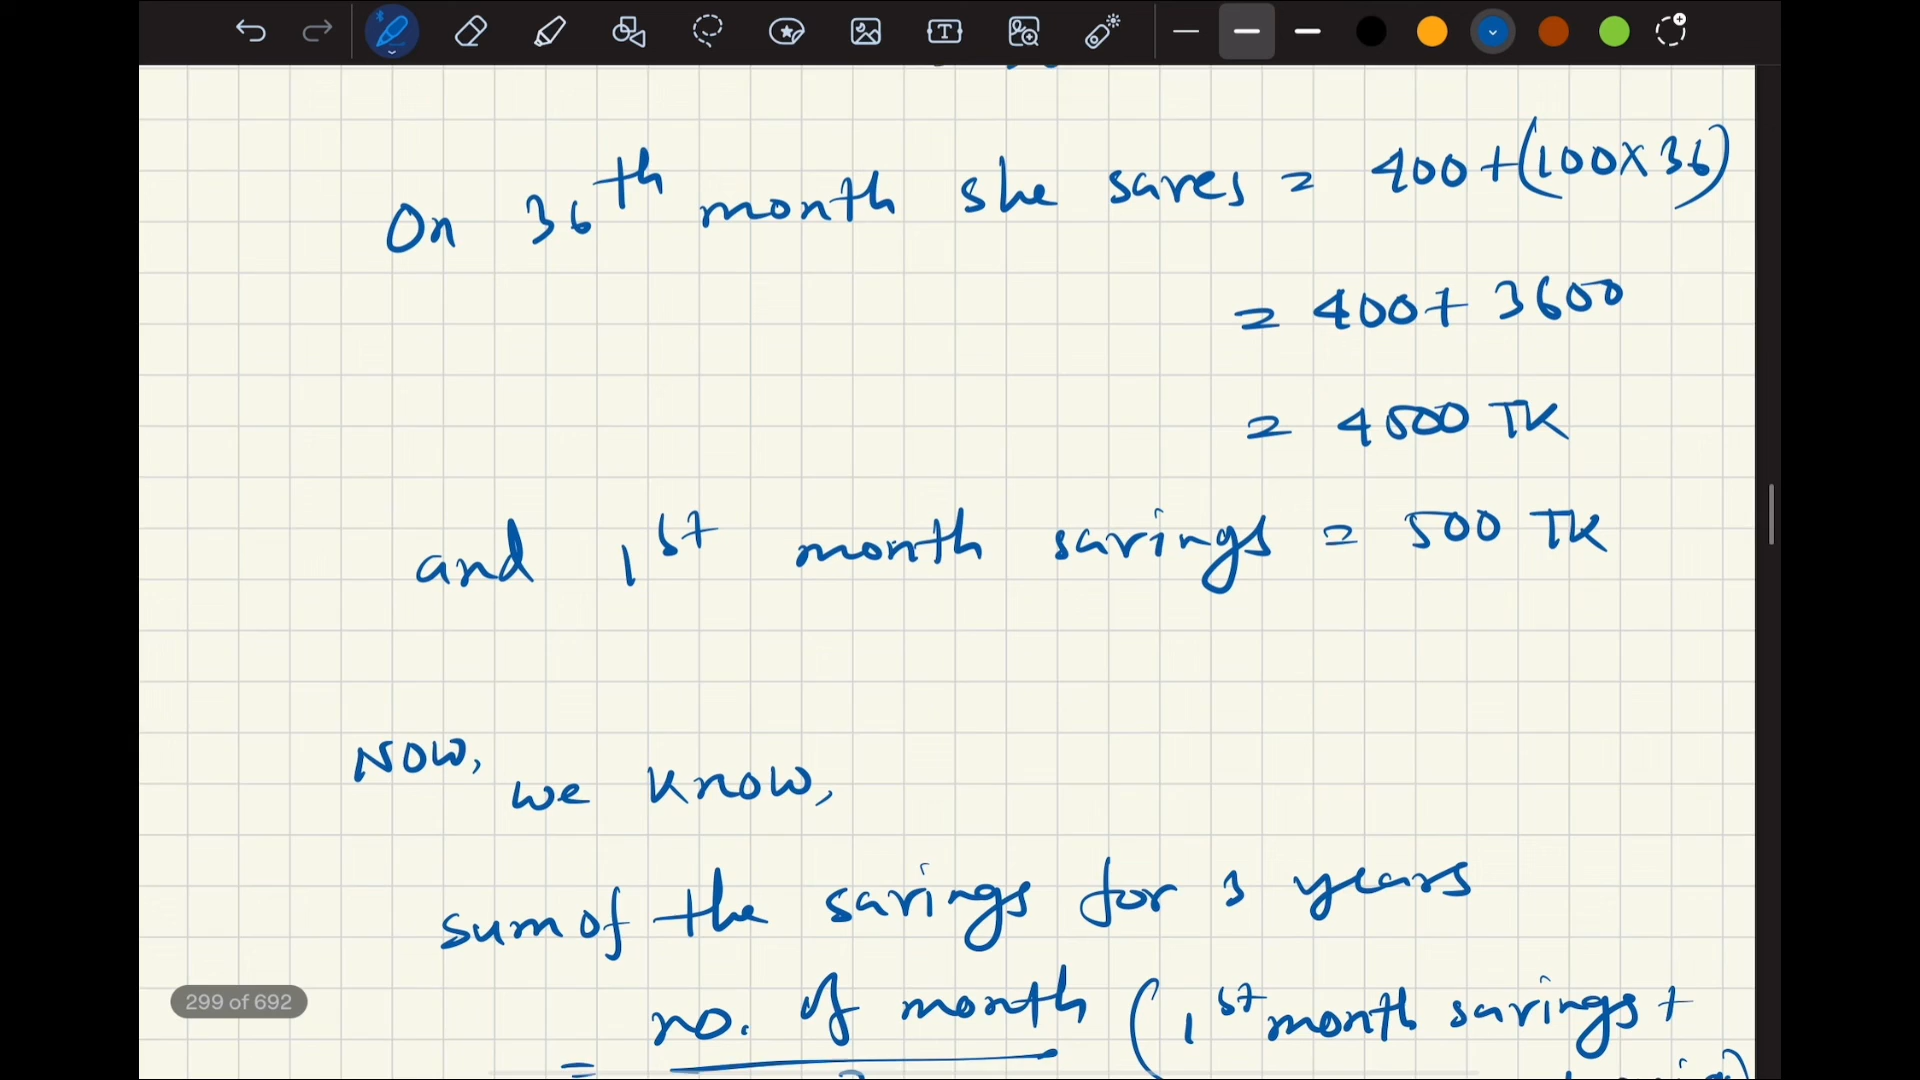 On 36th month she saves = 400 + (100 x 36)
= 400 + 3600
= 4500 TK
and 1st month savings = 500 TK
Now,
we know,
sum of the savings for 3 years
= no. of month (1st month savings +
299 of 692